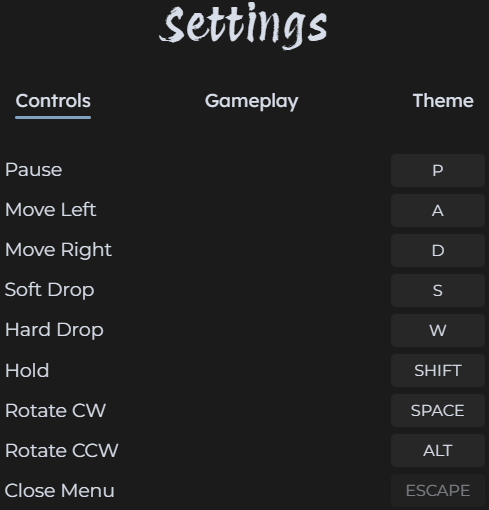 Settings
Controls Gameplay Theme
Pause P
Move Left A
Move Right D
Soft Drop S
Hard Drop W
Hold SHIFT
Rotate CW SPACE
Rotate CCW ALT
Close Menu ESCAPE